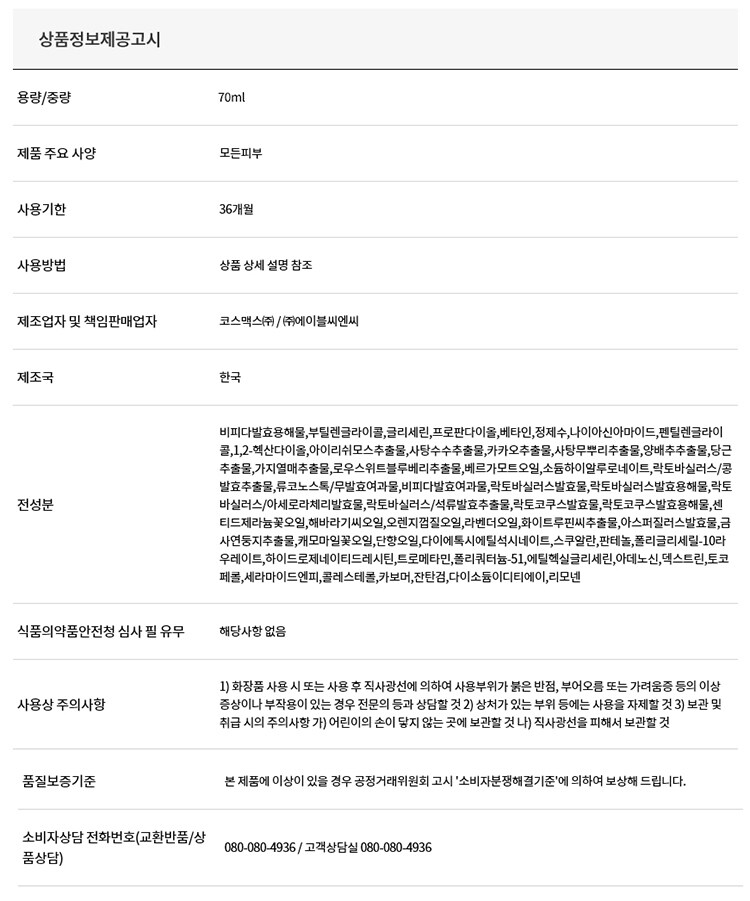 상품정보제공고시
용량/중량 70ml
제품 주요 사양 모든피부
사용기한 36개월
사용방법 상품 상세 설명 참조
제조업자 및 책임판매업자 코스맥스㈜ / ㈜에이블씨엔씨
제조국 한국
전성분
비피다발효용해물,부틸렌글라이콜,글리세린,프로판다이올,베타인,정제수,나이아신아마이드,펜틸렌글라이
콜,1,2-헥산다이올,아이리쉬모스추출물,사탕수수추출물,카카오추출물,사탕무뿌리추출물,양배추추출물,당근
추출물,가지열매추출물,로우스위트블루베리추출물,베르가모트오일,소듐하이알루로네이트,락토바실러스/콩
발효추출물,류코노스톡/무발효여과물,비피다발효여과물,락토바실러스발효물,락토바실러스발효용해물,락토
바실러스/아세로라체리발효물,락토바실러스/석류발효추출물,락토코쿠스발효물,락토코쿠스발효용해물,센
티드제라늄꽃오일,해바라기씨오일,오렌지껍질오일,라벤더오일,화이트루핀씨추출물,아스퍼질러스발효물,금
사연둥지추출물,캐모마일꽃오일,단향오일,다이에톡시에틸석시네이트,스쿠알란,판테놀,폴리글리세릴-10라
우레이트,하이드로제네이티드레시틴,트로메타민,폴리쿼터늄-51,에틸헥실글리세린,아데노신,덱스트린,토코
페롤,세라마이드엔피,콜레스테롤,카보머,잔탄검,다이소듐이디티에이,리모넨
식품의약품안전청 심사 필 유무 해당사항 없음
사용상 주의사항
1) 화장품 사용 시 또는 사용 후 직사광선에 의하여 사용부위가 붉은 반점, 부어오름 또는 가려움증 등의 이상
증상이나 부작용이 있는 경우 전문의 등과 상담할 것 2) 상처가 있는 부위 등에는 사용을 자제할 것 3) 보관 및
취급 시의 주의사항 가) 어린이의 손이 닿지 않는 곳에 보관할 것 나) 직사광선을 피해서 보관할 것
품질보증기준 본 제품에 이상이 있을 경우 공정거래위원회 고시 '소비자분쟁해결기준'에 의하여 보상해 드립니다.
소비자상담 전화번호(교환반품/상
품상담)
080-080-4936 / 고객상담실 080-080-4936